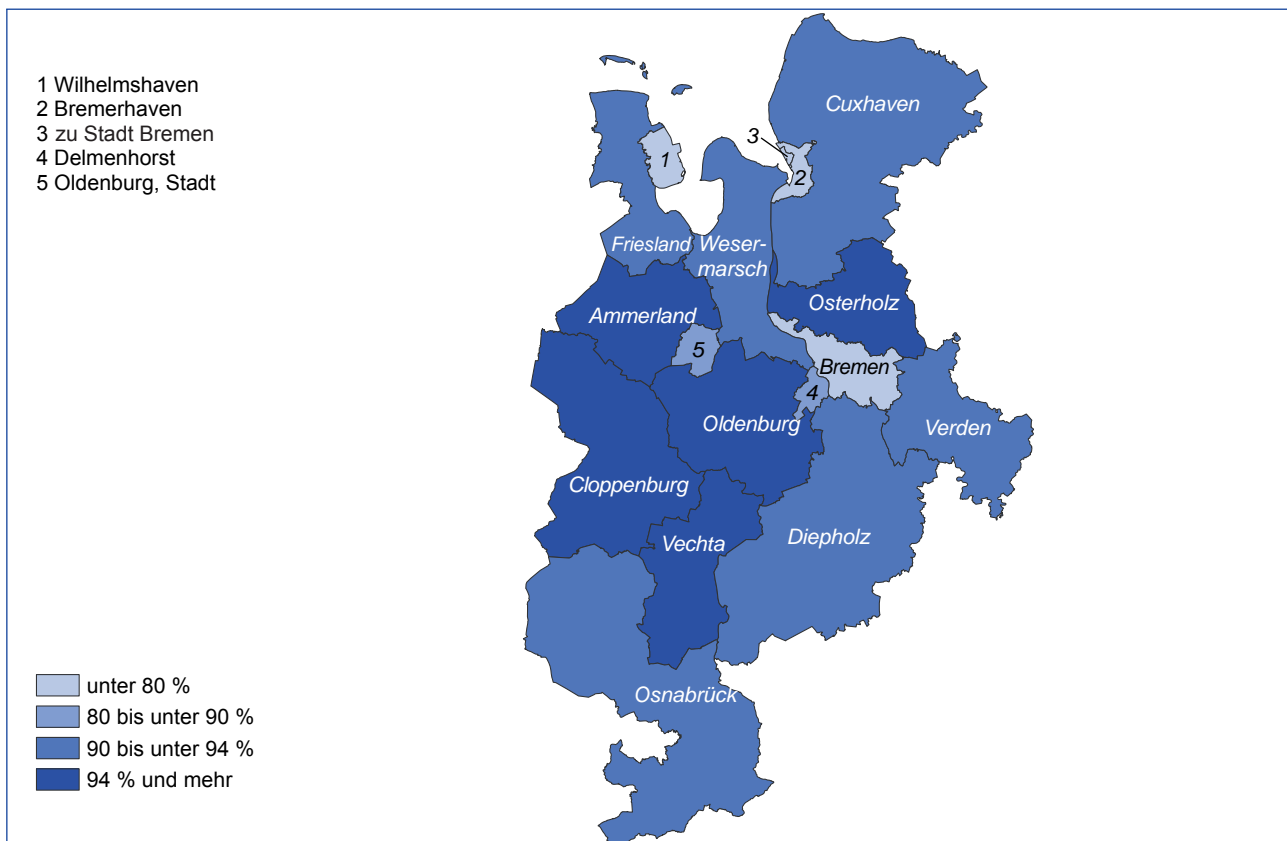 1 Wilhelmshaven
2 Bremerhaven
3 zu Stadt Bremen
4 Delmenhorst
5 Oldenburg, Stadt
Cuxhaven
3
1
2
Friesland
Weser-
marsch
Osterholz
Ammerland
5
Bremen
4
Oldenburg
Verden
Cloppenburg
Vechta
Diepholz
Osnabrück
unter 80 %
80 bis unter 90 %
90 bis unter 94 %
94 % und mehr